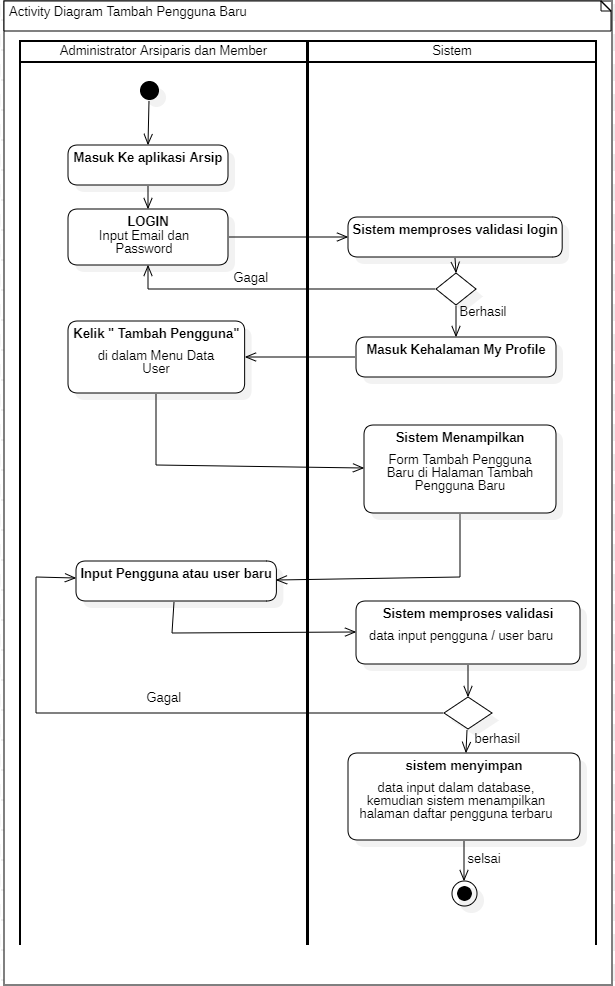 Activity Diagram Tambah Pengguna Baru
Administrator Arsiparis dan Member
Sistem
Masuk Ke aplikasi Arsip
LOGIN
Input Email dan
Password
Sistem memproses validasi login
Gagal
Berhasil
Kelik " Tambah Pengguna"
di dalam Menu Data
User
Masuk Kehalaman My Profile
Sistem Menampilkan
Form Tambah Pengguna
Baru di Halaman Tambah
Pengguna Baru
Input Pengguna atau user baru
Sistem memproses validasi
data input pengguna / user baru
Gagal
berhasil
sistem menyimpan
data input dalam database,
kemudian sistem menampilkan
halaman daftar pengguna terbaru
selsai